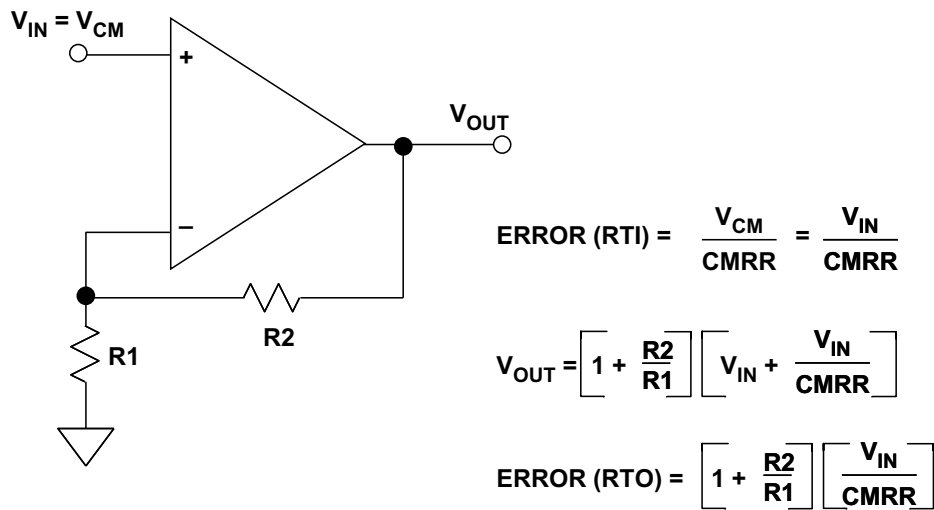 V_IN = V_CM
+
V_OUT
−
R2
R1
ERROR (RTI) = V_CM / CMRR = V_IN / CMRR
V_OUT = [1 + R2/R1] [V_IN + V_IN/CMRR]
ERROR (RTO) = [1 + R2/R1] [V_IN/CMRR]